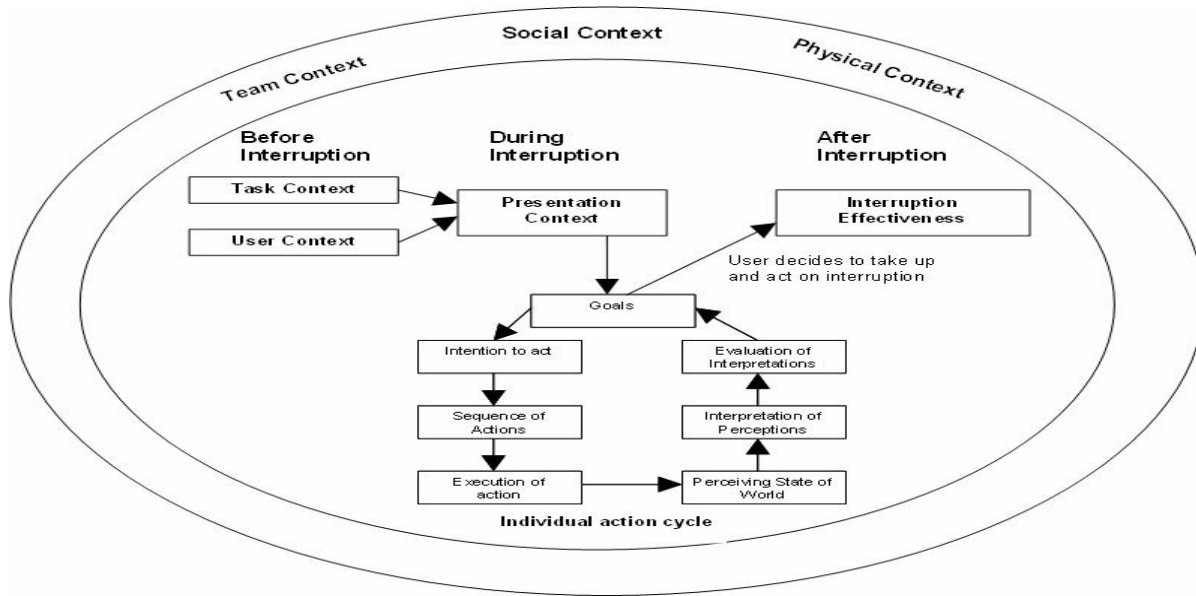 Social Context
Team Context
Physical Context
Before
Interruption
During
Interruption
After
Interruption
Task Context
User Context
Presentation
Context
Interruption
Effectiveness
User decides to take up
and act on interruption
Goals
Intention to act
Sequence of
Actions
Execution of
action
Evaluation of
Interpretations
Interpretation of
Perceptions
Perceiving State of
World
Individual action cycle